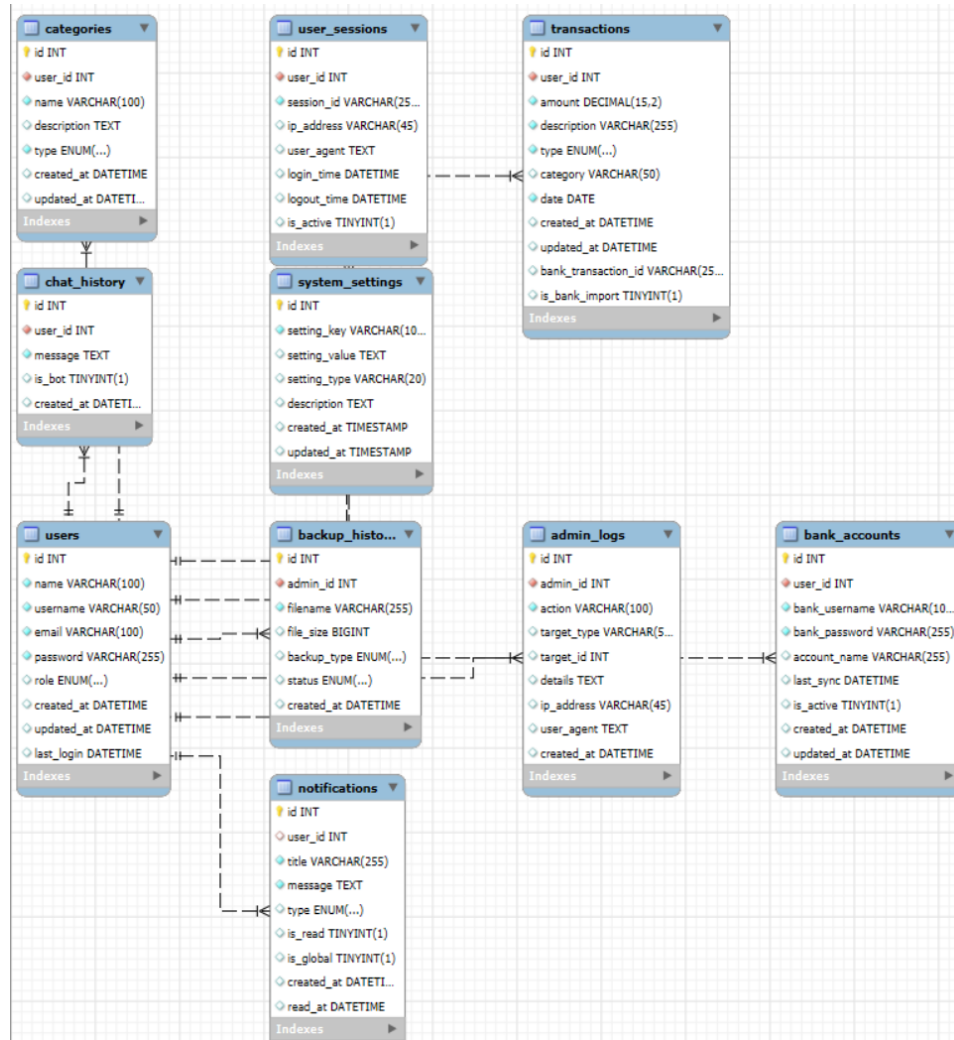 categories
id INT
user_id INT
name VARCHAR(100)
description TEXT
type ENUM(...)
created_at DATETIME
updated_at DATETI...
Indexes
user_sessions
id INT
user_id INT
session_id VARCHAR(25...
ip_address VARCHAR(45)
user_agent TEXT
login_time DATETIME
logout_time DATETIME
is_active TINYINT(1)
Indexes
transactions
id INT
user_id INT
amount DECIMAL(15,2)
description VARCHAR(255)
type ENUM(...)
category VARCHAR(50)
date DATE
created_at DATETIME
updated_at DATETIME
bank_transaction_id VARCHAR(25...
is_bank_import TINYINT(1)
Indexes
chat_history
id INT
user_id INT
message TEXT
is_bot TINYINT(1)
created_at DATETI...
Indexes
system_settings
id INT
setting_key VARCHAR(10...
setting_value TEXT
setting_type VARCHAR(20)
description TEXT
created_at TIMESTAMP
updated_at TIMESTAMP
Indexes
users
id INT
name VARCHAR(100)
username VARCHAR(50)
email VARCHAR(100)
password VARCHAR(255)
role ENUM(...)
created_at DATETIME
updated_at DATETIME
last_login DATETIME
Indexes
backup_histo...
id INT
admin_id INT
filename VARCHAR(255)
file_size BIGINT
backup_type ENUM(...)
status ENUM(...)
created_at DATETIME
Indexes
admin_logs
id INT
admin_id INT
action VARCHAR(100)
target_type VARCHAR(5...
target_id INT
details TEXT
ip_address VARCHAR(45)
user_agent TEXT
created_at DATETIME
Indexes
bank_accounts
id INT
user_id INT
bank_username VARCHAR(10...
bank_password VARCHAR(255)
account_name VARCHAR(255)
last_sync DATETIME
is_active TINYINT(1)
created_at DATETIME
updated_at DATETIME
Indexes
notifications
id INT
user_id INT
title VARCHAR(255)
message TEXT
type ENUM(...)
is_read TINYINT(1)
is_global TINYINT(1)
created_at DATETI...
read_at DATETIME
Indexes